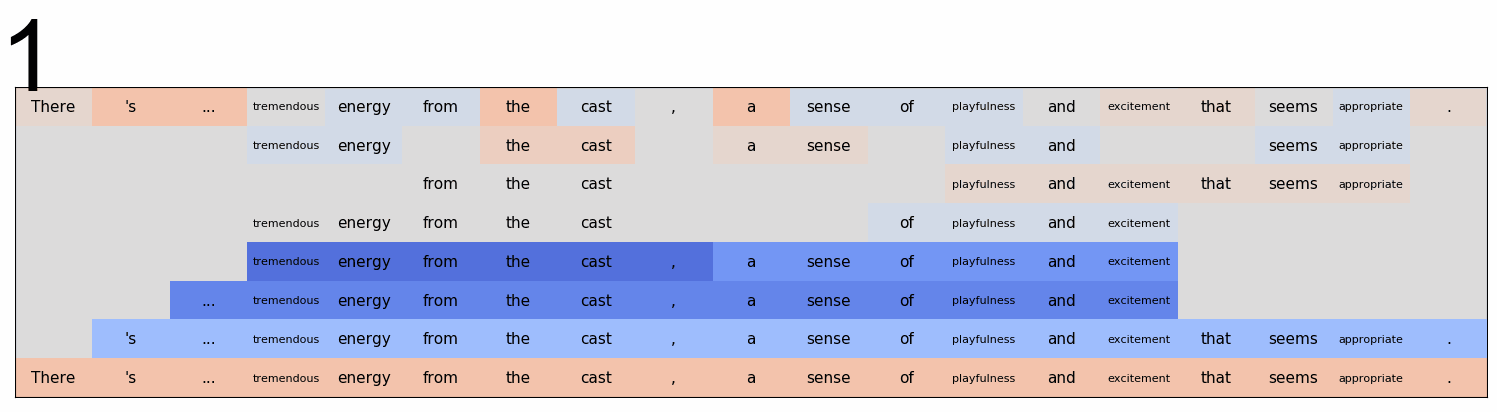 1
There 's ... tremendous energy from the cast , a sense of playfulness and excitement that seems appropriate .
tremendous energy the cast a sense playfulness and seems appropriate
from the cast playfulness and excitement that seems appropriate
tremendous energy from the cast of playfulness and excitement
tremendous energy from the cast , a sense of playfulness and excitement
... tremendous energy from the cast , a sense of playfulness and excitement
's ... tremendous energy from the cast , a sense of playfulness and excitement that seems appropriate .
There 's ... tremendous energy from the cast , a sense of playfulness and excitement that seems appropriate .